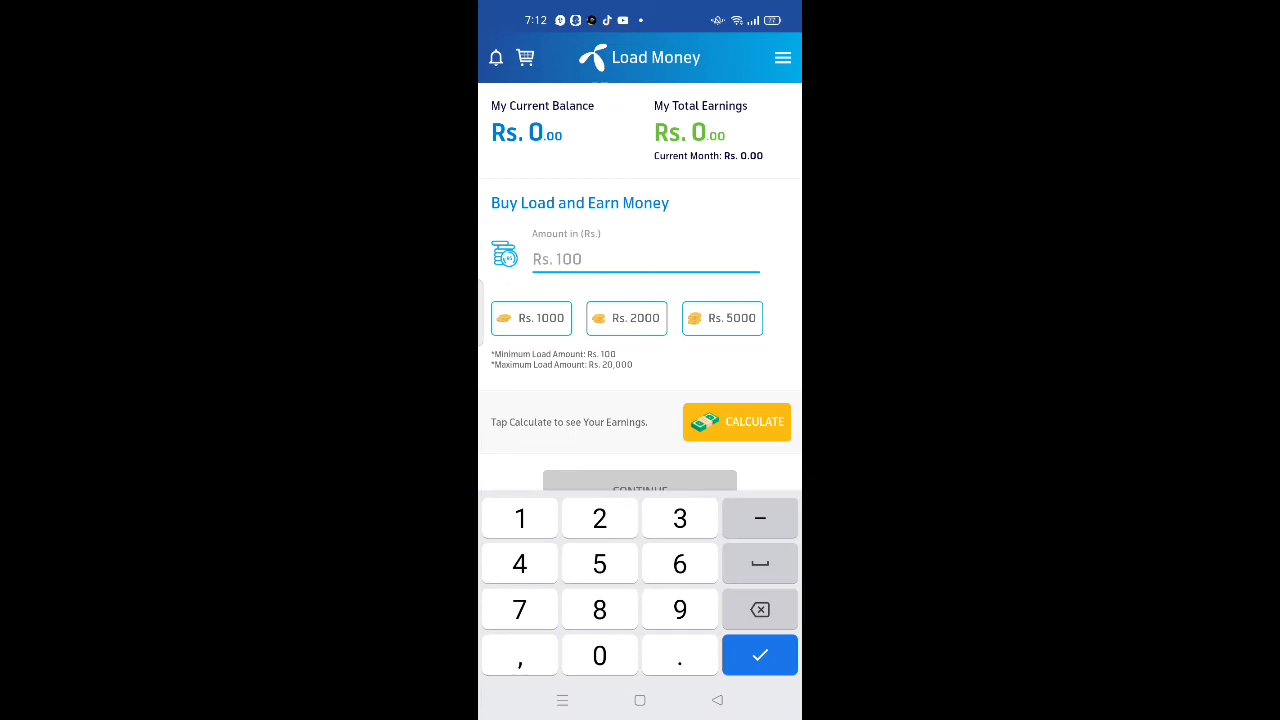 7:12
77
Load Money
My Current Balance
Rs. 0.00
My Total Earnings
Rs. 0.00
Current Month: Rs. 0.00
Buy Load and Earn Money
Amount in (Rs.)
Rs. 100
Rs. 1000
Rs. 2000
Rs. 5000
*Minimum Load Amount: Rs. 100
*Maximum Load Amount: Rs. 20,000
Tap Calculate to see Your Earnings.
CALCULATE
CONTINUE
1 2 3 –
4 5 6
7 8 9
, 0 .